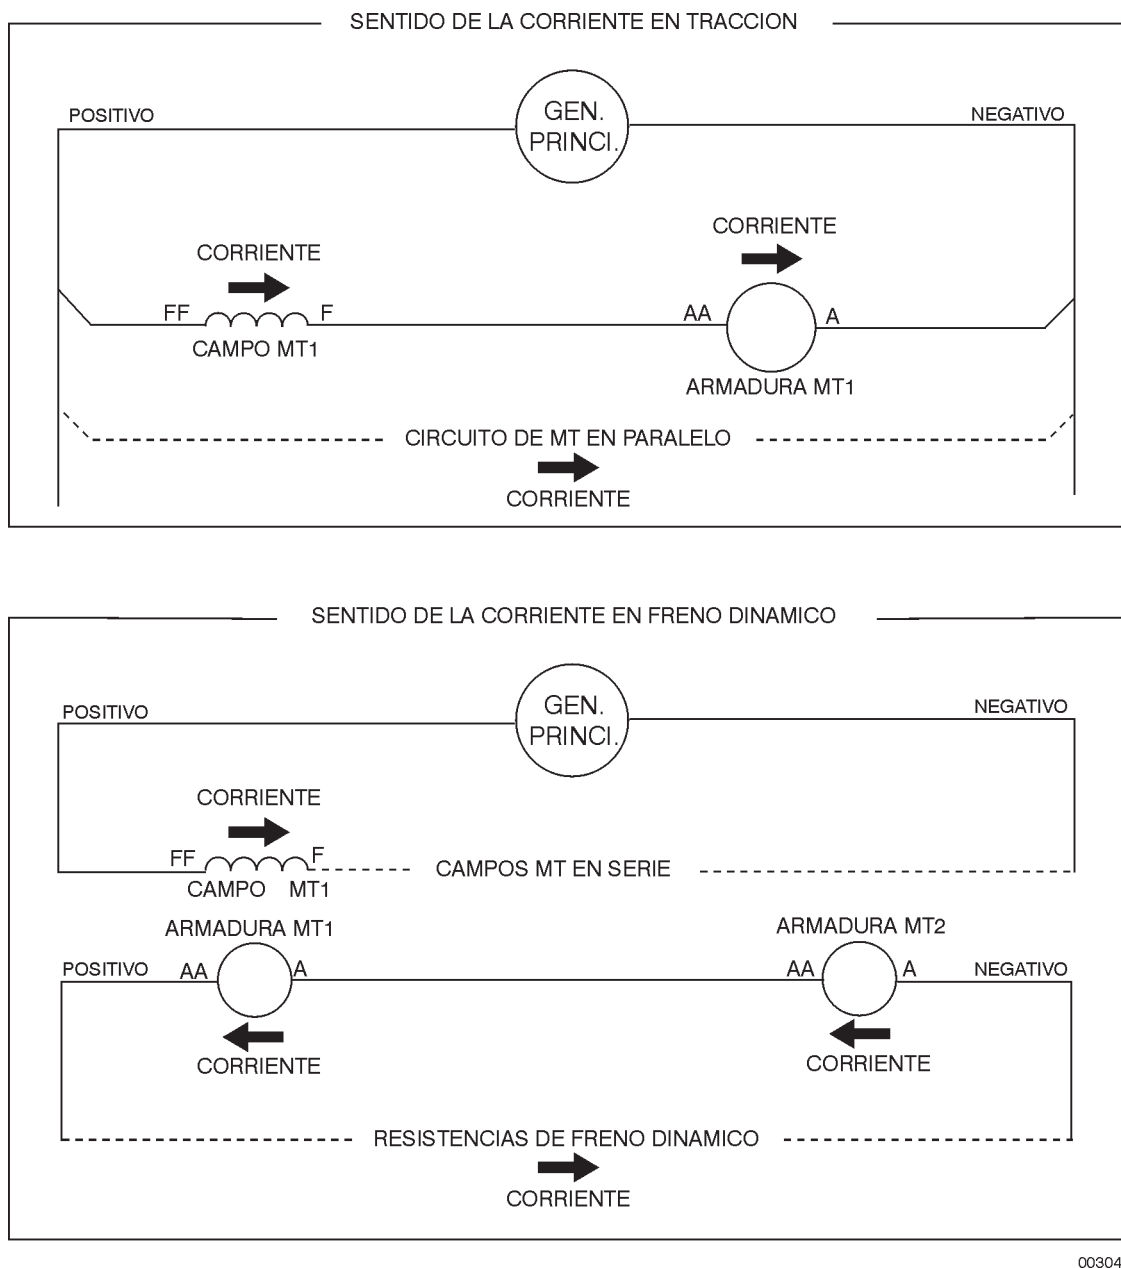 SENTIDO DE LA CORRIENTE EN TRACCION
POSITIVO
GEN.
PRINCI.
NEGATIVO
CORRIENTE
CORRIENTE
FF
F
AA
A
CAMPO MT1
ARMADURA MT1
CIRCUITO DE MT EN PARALELO
CORRIENTE
SENTIDO DE LA CORRIENTE EN FRENO DINAMICO
POSITIVO
GEN.
PRINCI.
NEGATIVO
CORRIENTE
FF
F
CAMPOS MT EN SERIE
CAMPO MT1
ARMADURA MT1
ARMADURA MT2
POSITIVO
AA
A
AA
A
NEGATIVO
CORRIENTE
CORRIENTE
RESISTENCIAS DE FRENO DINAMICO
CORRIENTE
00304